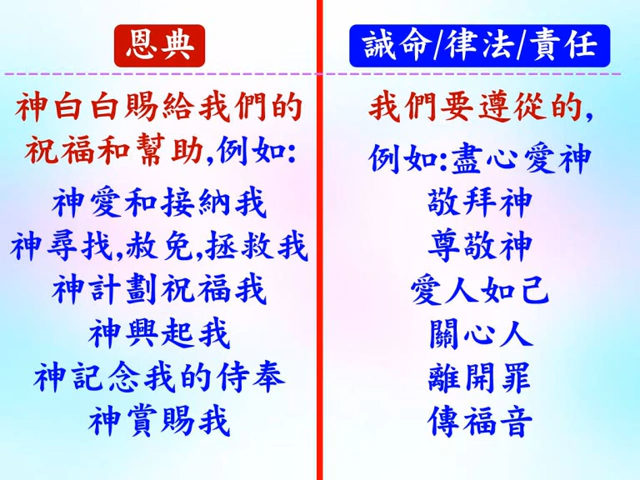 恩典
神白白賜給我們的
祝福和幫助,例如:
神愛和接納我
神尋找,赦免,拯救我
神計劃祝福我
神興起我
神記念我的侍奉
神賞賜我
誡命/律法/責任
我們要遵從的,
例如:盡心愛神
敬拜神
尊敬神
愛人如己
關心人
離開罪
傳福音